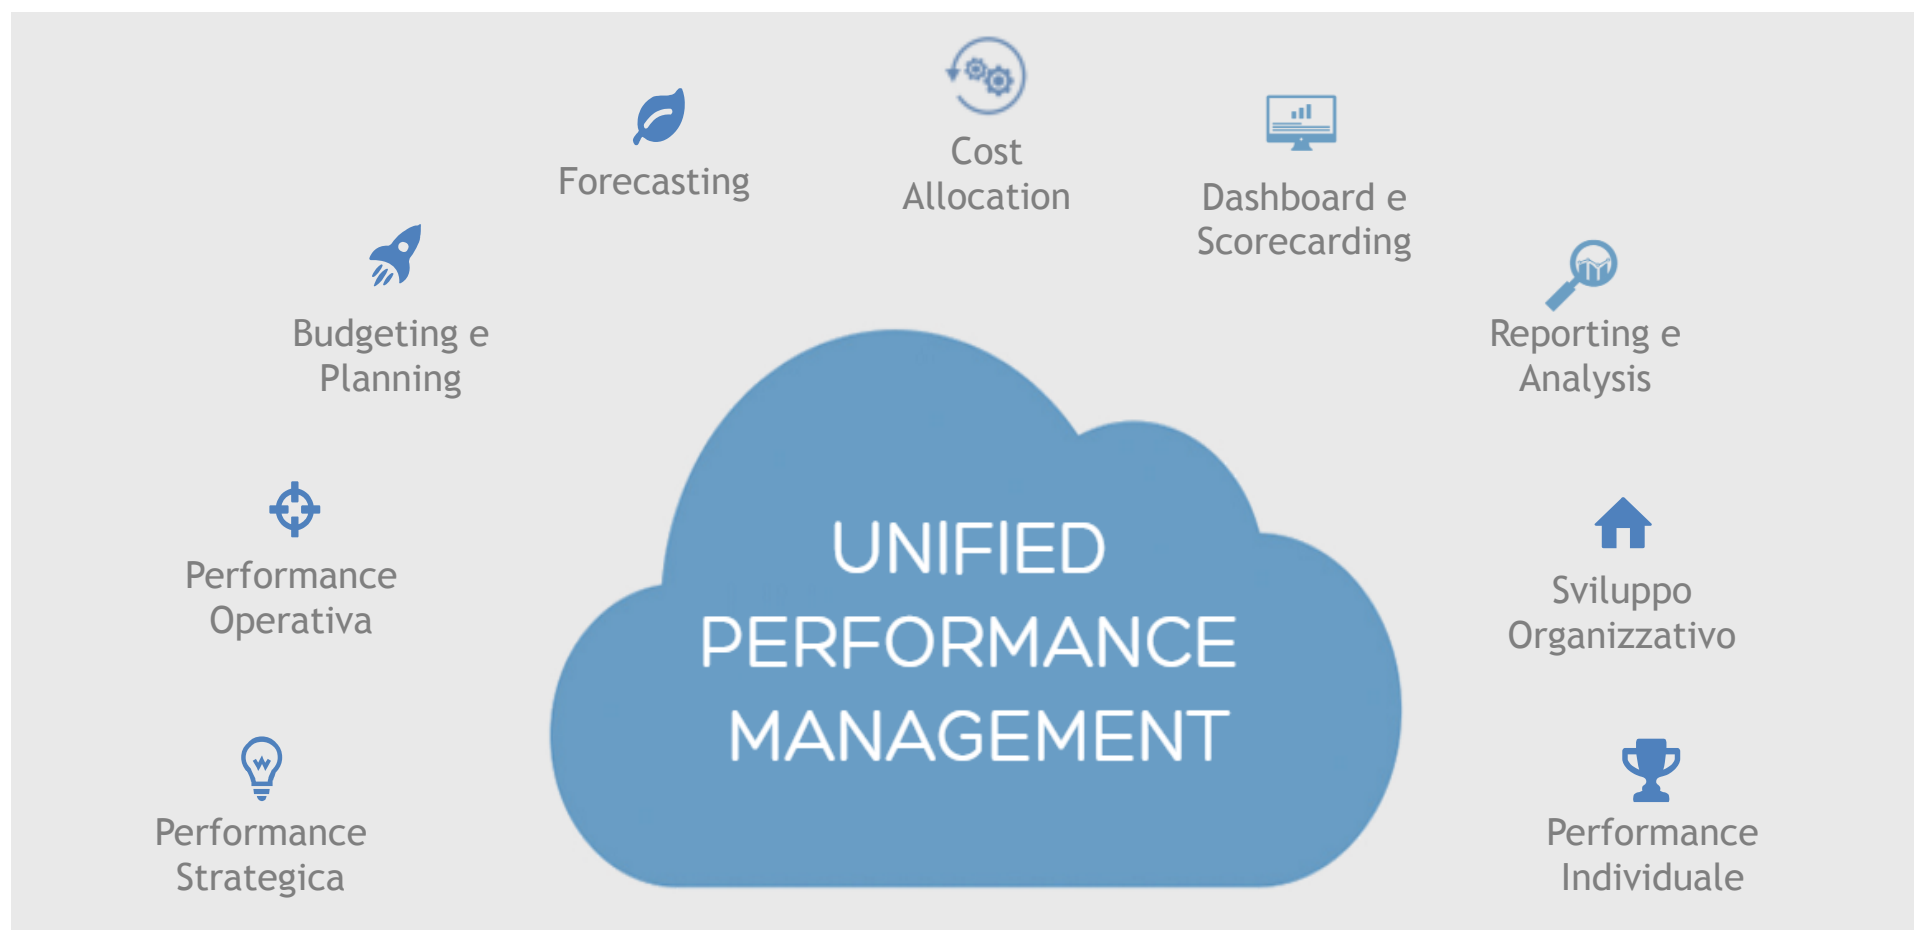 Cost
Allocation
Forecasting
Dashboard e
Scorecarding
Budgeting e
Planning
Reporting e
Analysis
Performance
Operativa
Sviluppo
Organizzativo
Performance
Strategica
Performance
Individuale
UNIFIED
PERFORMANCE
MANAGEMENT